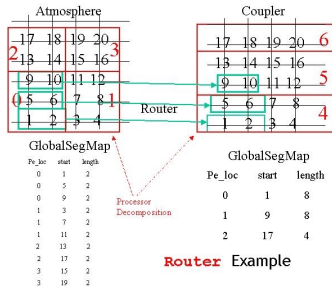 Atmosphere
Coupler
17 18 19 20
2
3
13 14 15 16
9 10 11 12
0
5 6 7 8
1
1 2 3 4
17 18 19 20
6
13 14 15 16
9 10 11 12
5
5 6 7 8
4
1 2 3 4
Router
GlobalSegMap
Pe_loc start length
0 1 2
0 5 2
0 9 2
1 3 2
1 7 2
1 11 2
2 13 2
2 17 2
3 15 2
3 19 2
Processor
Decomposition
GlobalSegMap
Pe_loc start length
0 1 8
1 9 8
2 17 4
Router Example